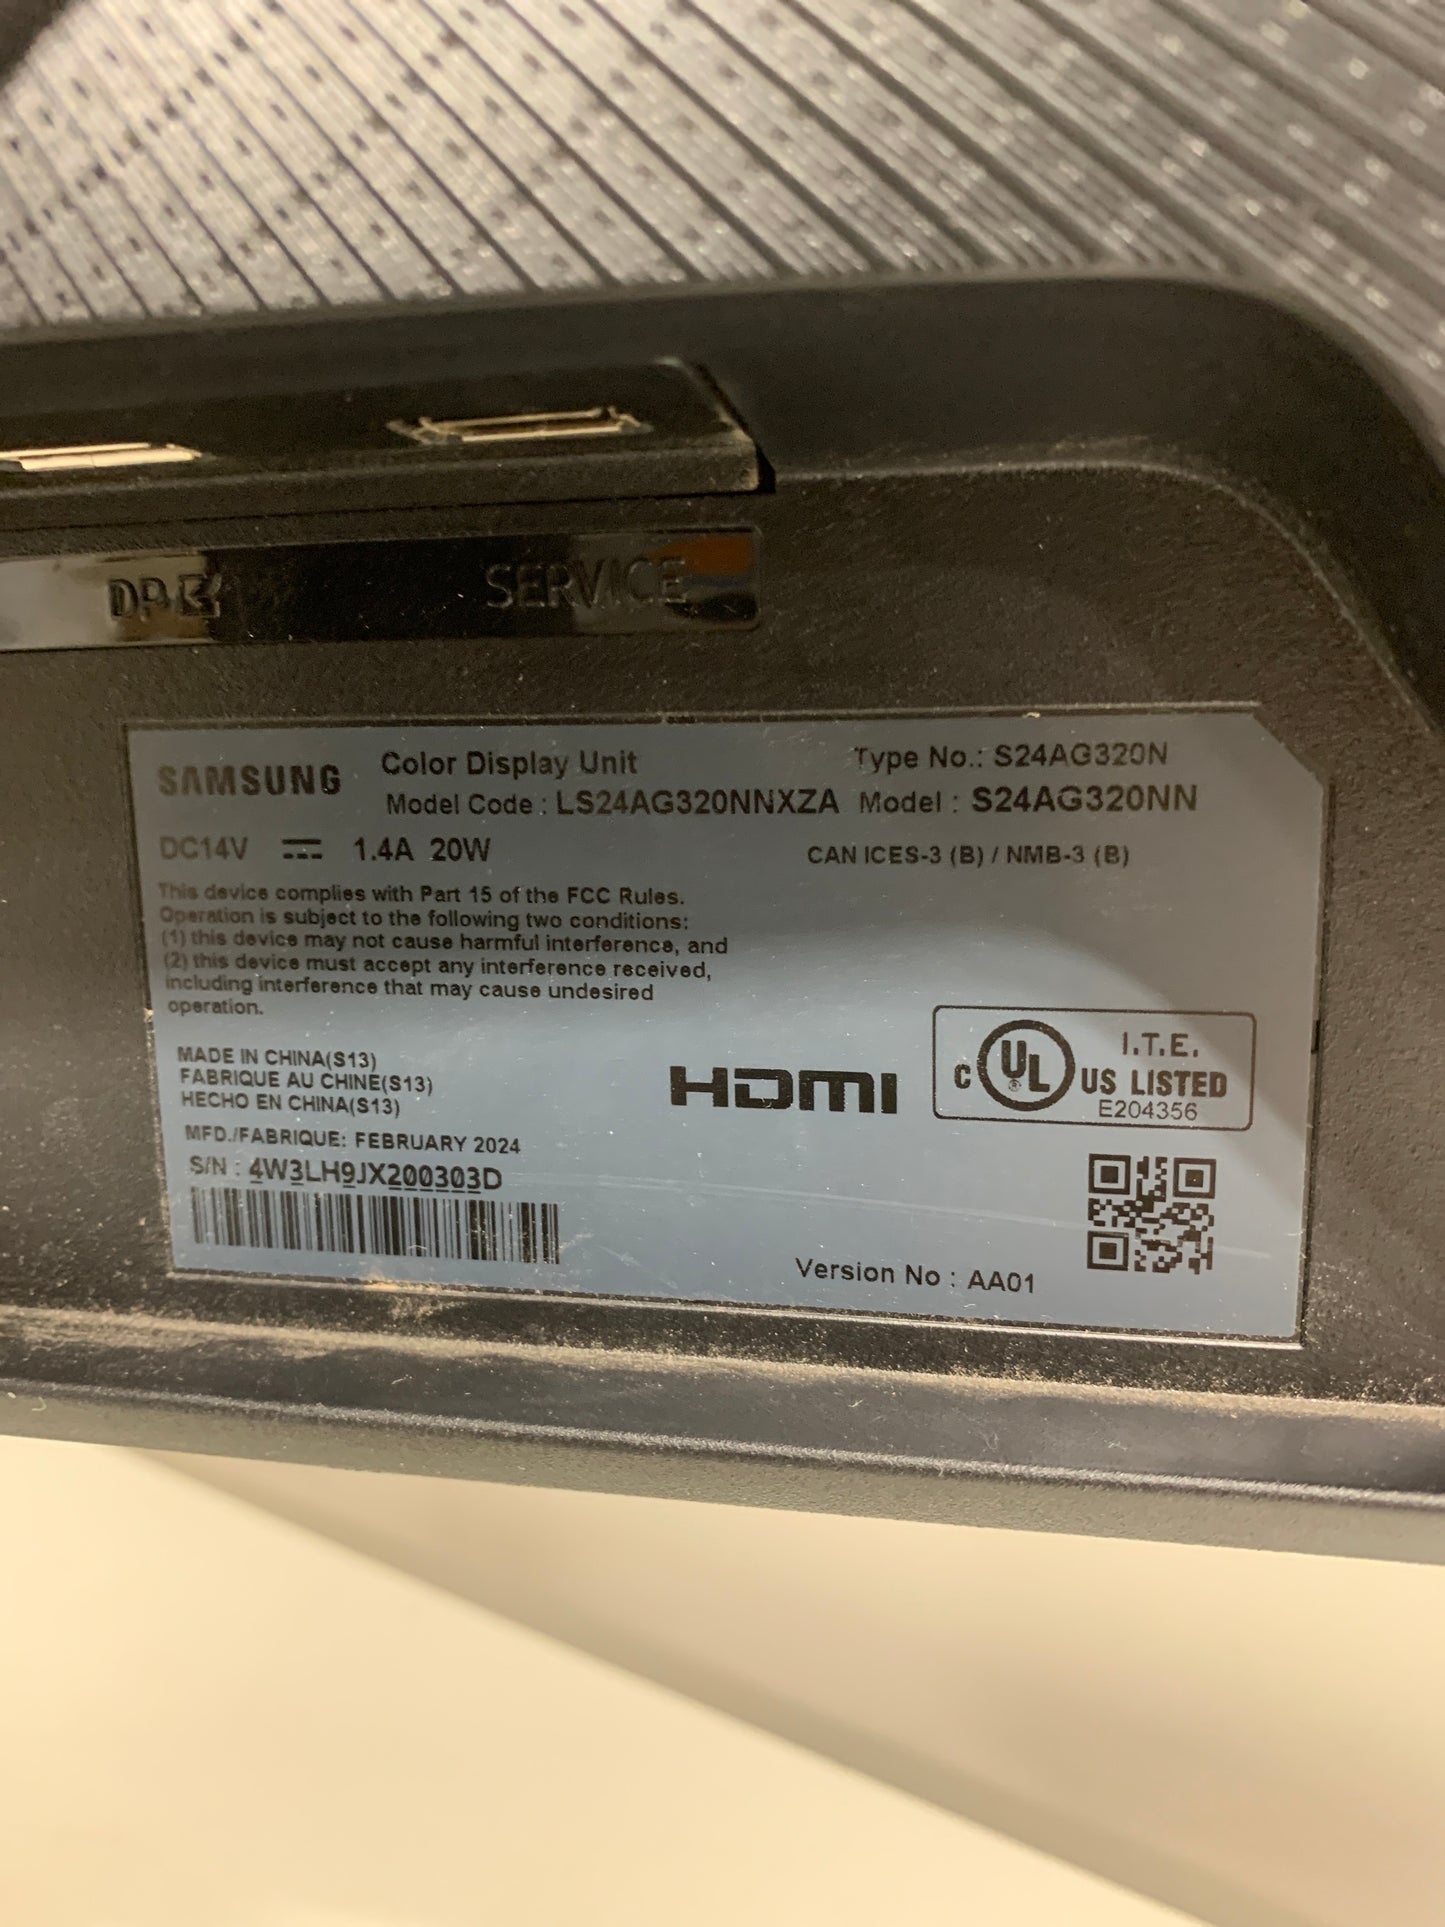 DP
SERVICE
SAMSUNG
Color Display Unit
Type No.: S24AG320N
Model Code : LS24AG320NNXZA Model : S24AG320NN
DC14V 1.4A 20W
CAN ICES-3 (B) / NMB-3 (B)
This device complies with Part 15 of the FCC Rules.
Operation is subject to the following two conditions:
(1) this device may not cause harmful interference, and
(2) this device must accept any interference received,
including interference that may cause undesired
operation.
MADE IN CHINA(S13)
FABRIQUE AU CHINE(S13)
HECHO EN CHINA(S13)
MFD./FABRIQUE: FEBRUARY 2024
S/N : 4W3LH9JX200303D
HDMI
C UL ® US LISTED
I.T.E.
E204356
Version No : AA01